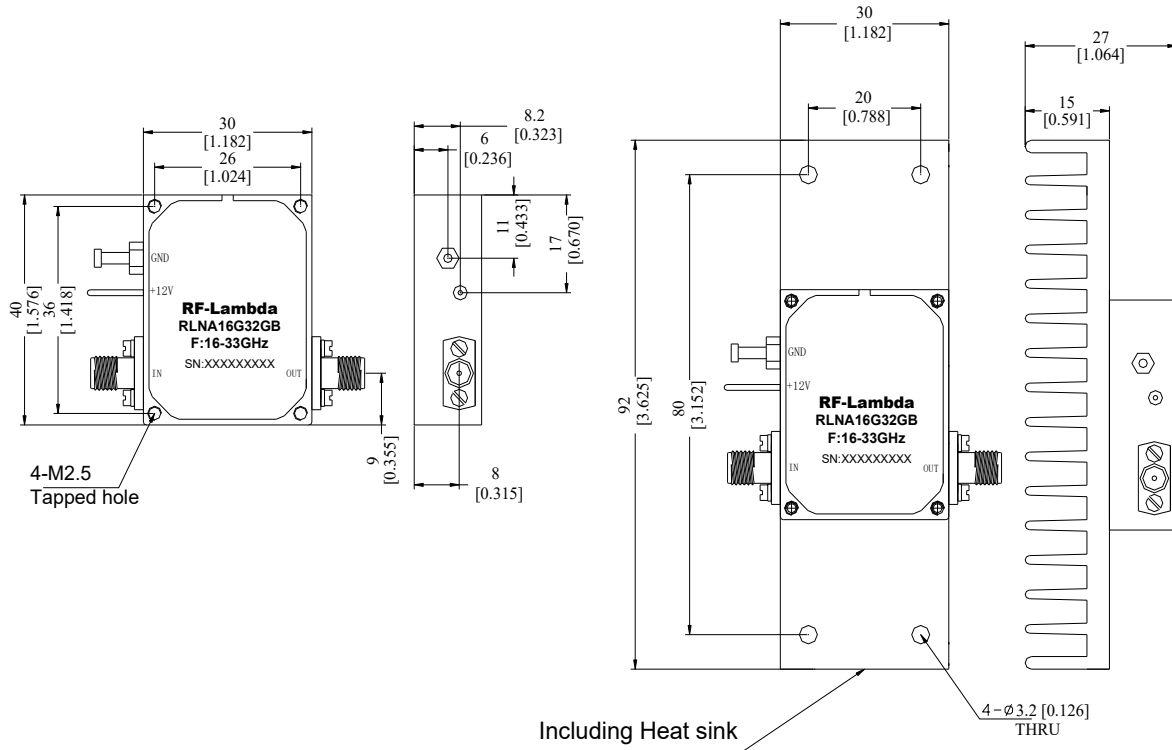 30
[1.182]
26
[1.024]
40
[1.576]
36
[1.418]
GND
+12V
RF-Lambda
RLNA16G32GB
F:16-33GHz
SN:XXXXXXXXX
IN
OUT
4-M2.5
Tapped hole
9
[0.355]
8.2
[0.323]
6
[0.236]
11
[0.433]
17
[0.670]
8
[0.315]
30
[1.182]
20
[0.788]
92
[3.625]
80
[3.152]
GND
+12V
RF-Lambda
RLNA16G32GB
F:16-33GHz
SN:XXXXXXXXX
IN
OUT
27
[1.064]
15
[0.591]
4-Ø3.2 [0.126]
THRU
Including Heat sink